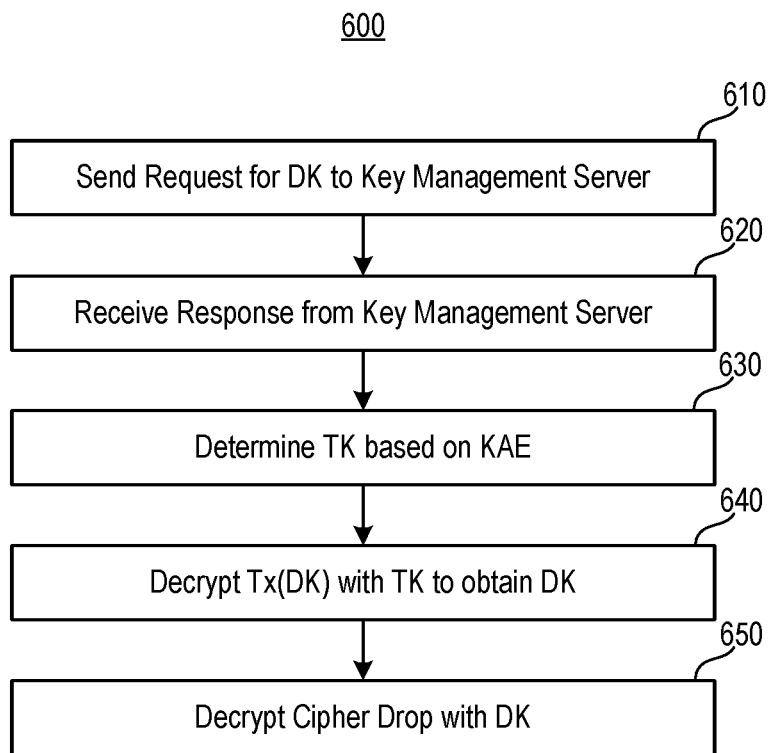 600
610
Send Request for DK to Key Management Server
620
Receive Response from Key Management Server
630
Determine TK based on KAE
640
Decrypt Tx(DK) with TK to obtain DK
650
Decrypt Cipher Drop with DK